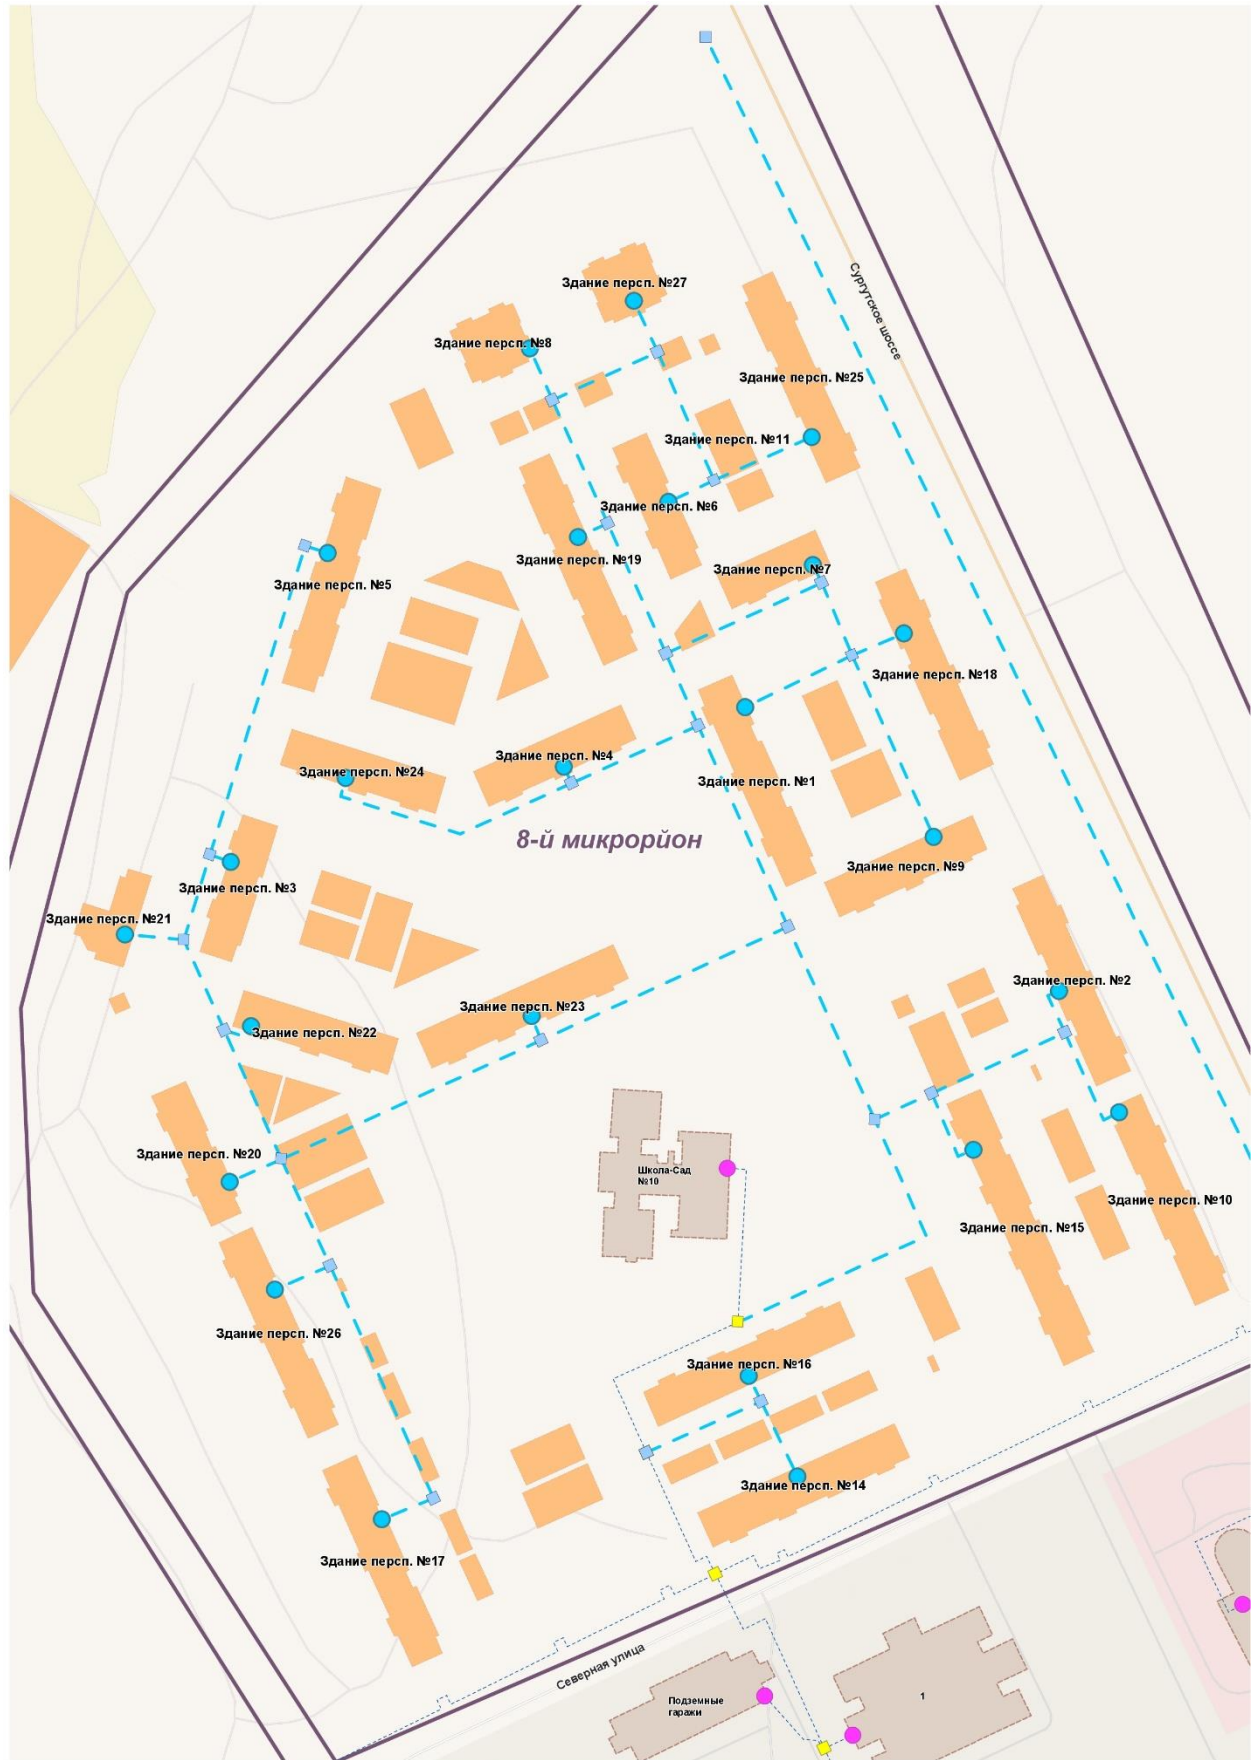 Здание персп. №27
Сургутское шоссе
Здание персп. №8
Здание персп. №25
Здание персп. №11
Здание персп. №6
Здание персп. №19
Здание персп. №7
Здание персп. №5
Здание персп. №18
Здание персп. №4
Здание персп. №24
Здание персп. №1
8-й микрорйон
Здание персп. №9
Здание персп. №3
Здание персп. №21
Здание персп. №2
Здание персп. №23
Здание персп. №22
Здание персп. №20
Школа-Сад
№10
Здание персп. №10
Здание персп. №15
Здание персп. №26
Здание персп. №16
Здание персп. №14
Здание персп. №17
Северная улица
Подземные
гаражи
1